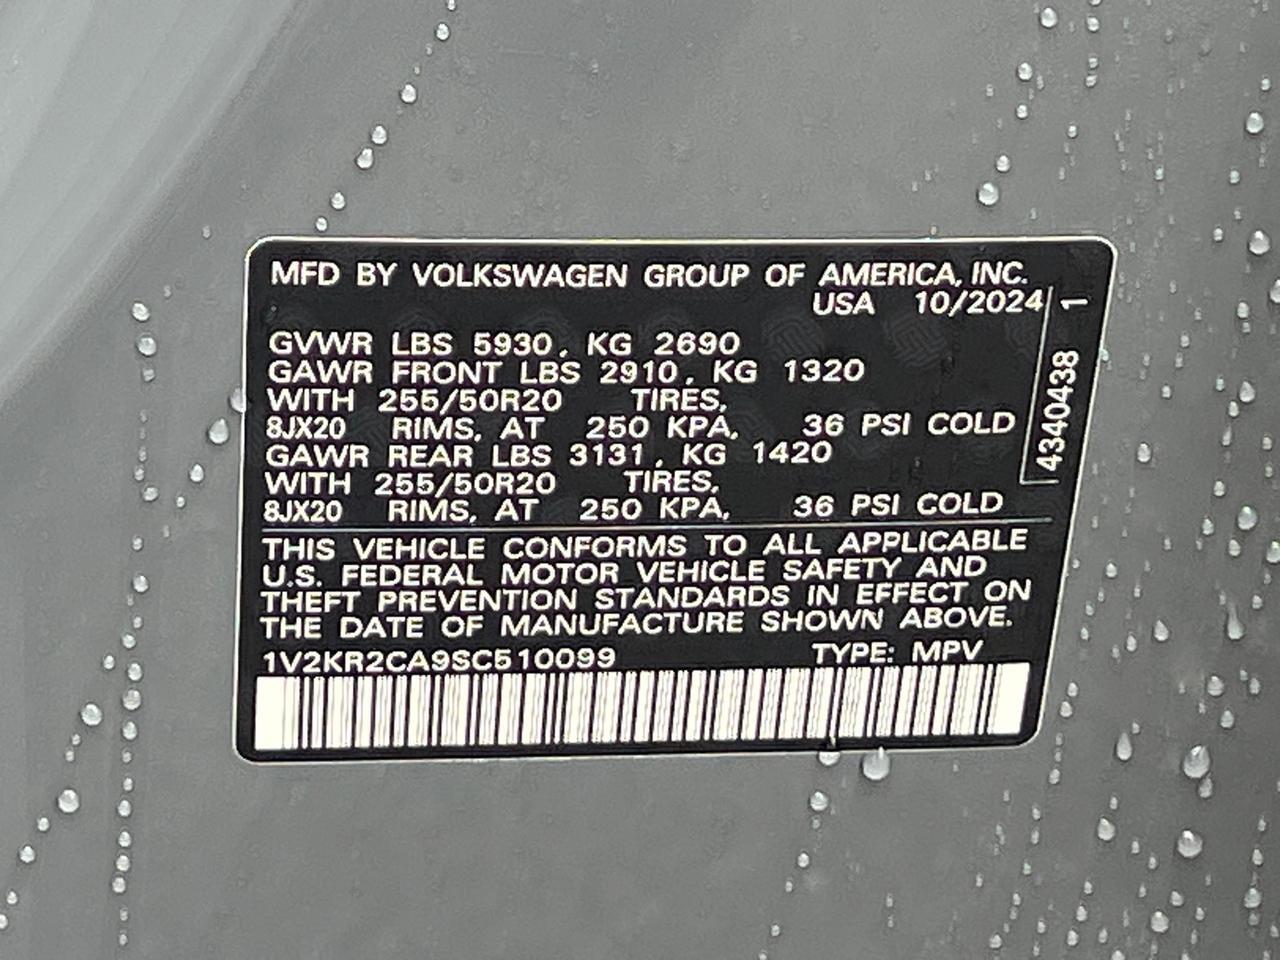 MFD BY VOLKSWAGEN GROUP OF AMERICA, INC.
USA 10/2024
GVWR LBS 5930, KG 2690
GAWR FRONT LBS 2910, KG 1320
WITH 255/50R20 TIRES,
8JX20 RIMS, AT 250 KPA, 36 PSI COLD
GAWR REAR LBS 3131, KG 1420
WITH 255/50R20 TIRES,
8JX20 RIMS, AT 250 KPA, 36 PSI COLD
THIS VEHICLE CONFORMS TO ALL APPLICABLE
U.S. FEDERAL MOTOR VEHICLE SAFETY AND
THEFT PREVENTION STANDARDS IN EFFECT ON
THE DATE OF MANUFACTURE SHOWN ABOVE.
1V2KR2CA9SC510099 TYPE: MPV
4340438 1